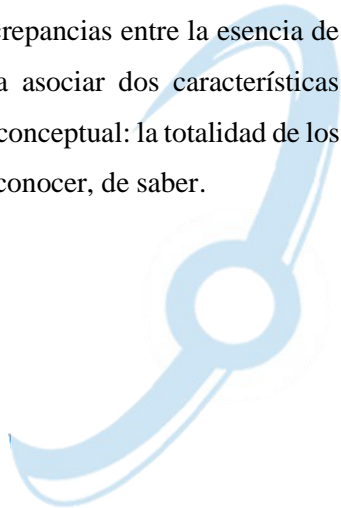 crepancias entre la esencia de
a asociar dos características
conceptual: la totalidad de los
conocer, de saber.